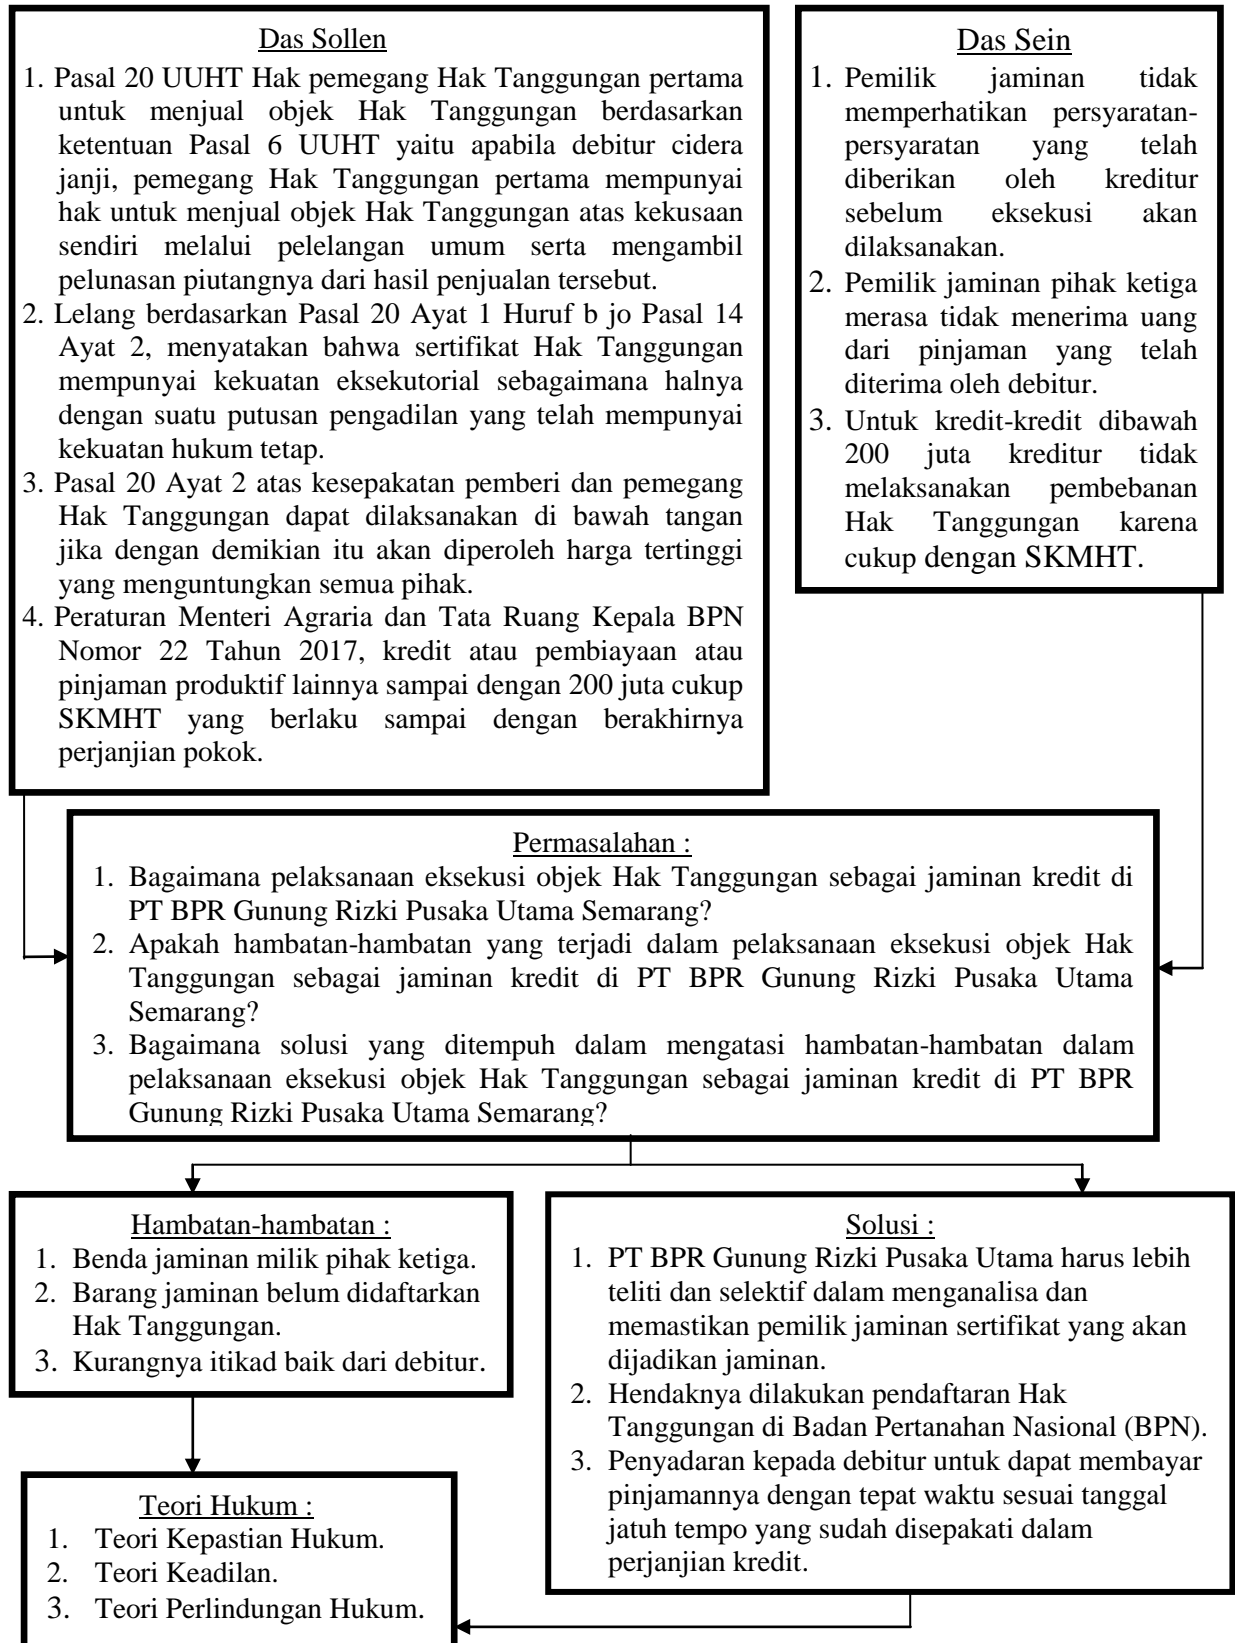 Das Sollen
1. Pasal 20 UUHT Hak pemegang Hak Tanggungan pertama
untuk menjual objek Hak Tanggungan berdasarkan
ketentuan Pasal 6 UUHT yaitu apabila debitur cidera
janji, pemegang Hak Tanggungan pertama mempunyai
hak untuk menjual objek Hak Tanggungan atas kekusaan
sendiri melalui pelelangan umum serta mengambil
pelunasan piutangnya dari hasil penjualan tersebut.
2. Lelang berdasarkan Pasal 20 Ayat 1 Huruf b jo Pasal 14
Ayat 2, menyatakan bahwa sertifikat Hak Tanggungan
mempunyai kekuatan eksekutorial sebagaimana halnya
dengan suatu putusan pengadilan yang telah mempunyai
kekuatan hukum tetap.
3. Pasal 20 Ayat 2 atas kesepakatan pemberi dan pemegang
Hak Tanggungan dapat dilaksanakan di bawah tangan
jika dengan demikian itu akan diperoleh harga tertinggi
yang menguntungkan semua pihak.
4. Peraturan Menteri Agraria dan Tata Ruang Kepala BPN
Nomor 22 Tahun 2017, kredit atau pembiayaan atau
pinjaman produktif lainnya sampai dengan 200 juta cukup
SKMHT yang berlaku sampai dengan berakhirnya
perjanjian pokok.
Das Sein
1. Pemilik jaminan tidak
memperhatikan persyaratan-
persyaratan yang telah
diberikan oleh kreditur
sebelum eksekusi akan
dilaksanakan.
2. Pemilik jaminan pihak ketiga
merasa tidak menerima uang
dari pinjaman yang telah
diterima oleh debitur.
3. Untuk kredit-kredit dibawah
200 juta kreditur tidak
melaksanakan pembebanan
Hak Tanggungan karena
cukup dengan SKMHT.
Permasalahan :
1. Bagaimana pelaksanaan eksekusi objek Hak Tanggungan sebagai jaminan kredit di
PT BPR Gunung Rizki Pusaka Utama Semarang?
2. Apakah hambatan-hambatan yang terjadi dalam pelaksanaan eksekusi objek Hak
Tanggungan sebagai jaminan kredit di PT BPR Gunung Rizki Pusaka Utama
Semarang?
3. Bagaimana solusi yang ditempuh dalam mengatasi hambatan-hambatan dalam
pelaksanaan eksekusi objek Hak Tanggungan sebagai jaminan kredit di PT BPR
Gunung Rizki Pusaka Utama Semarang?
Hambatan-hambatan :
1. Benda jaminan milik pihak ketiga.
2. Barang jaminan belum didaftarkan
Hak Tanggungan.
3. Kurangnya itikad baik dari debitur.
Solusi :
1. PT BPR Gunung Rizki Pusaka Utama harus lebih
teliti dan selektif dalam menganalisa dan
memastikan pemilik jaminan sertifikat yang akan
dijadikan jaminan.
2. Hendaknya dilakukan pendaftaran Hak
Tanggungan di Badan Pertanahan Nasional (BPN).
3. Penyadaran kepada debitur untuk dapat membayar
pinjamannya dengan tepat waktu sesuai tanggal
jatuh tempo yang sudah disepakati dalam
perjanjian kredit.
Teori Hukum :
1. Teori Kepastian Hukum.
2. Teori Keadilan.
3. Teori Perlindungan Hukum.